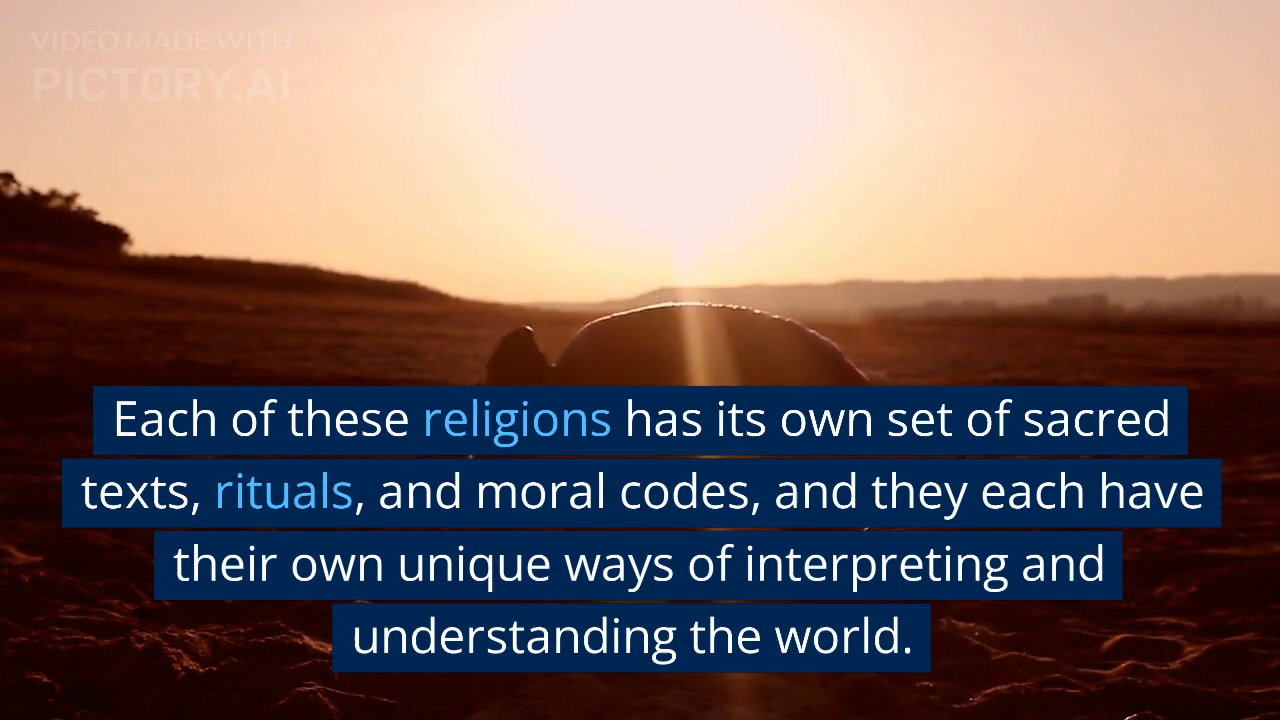 VIDEO MADE WITH
PICTORY.AI
Each of these religions has its own set of sacred
texts, rituals, and moral codes, and they each have
their own unique ways of interpreting and
understanding the world.